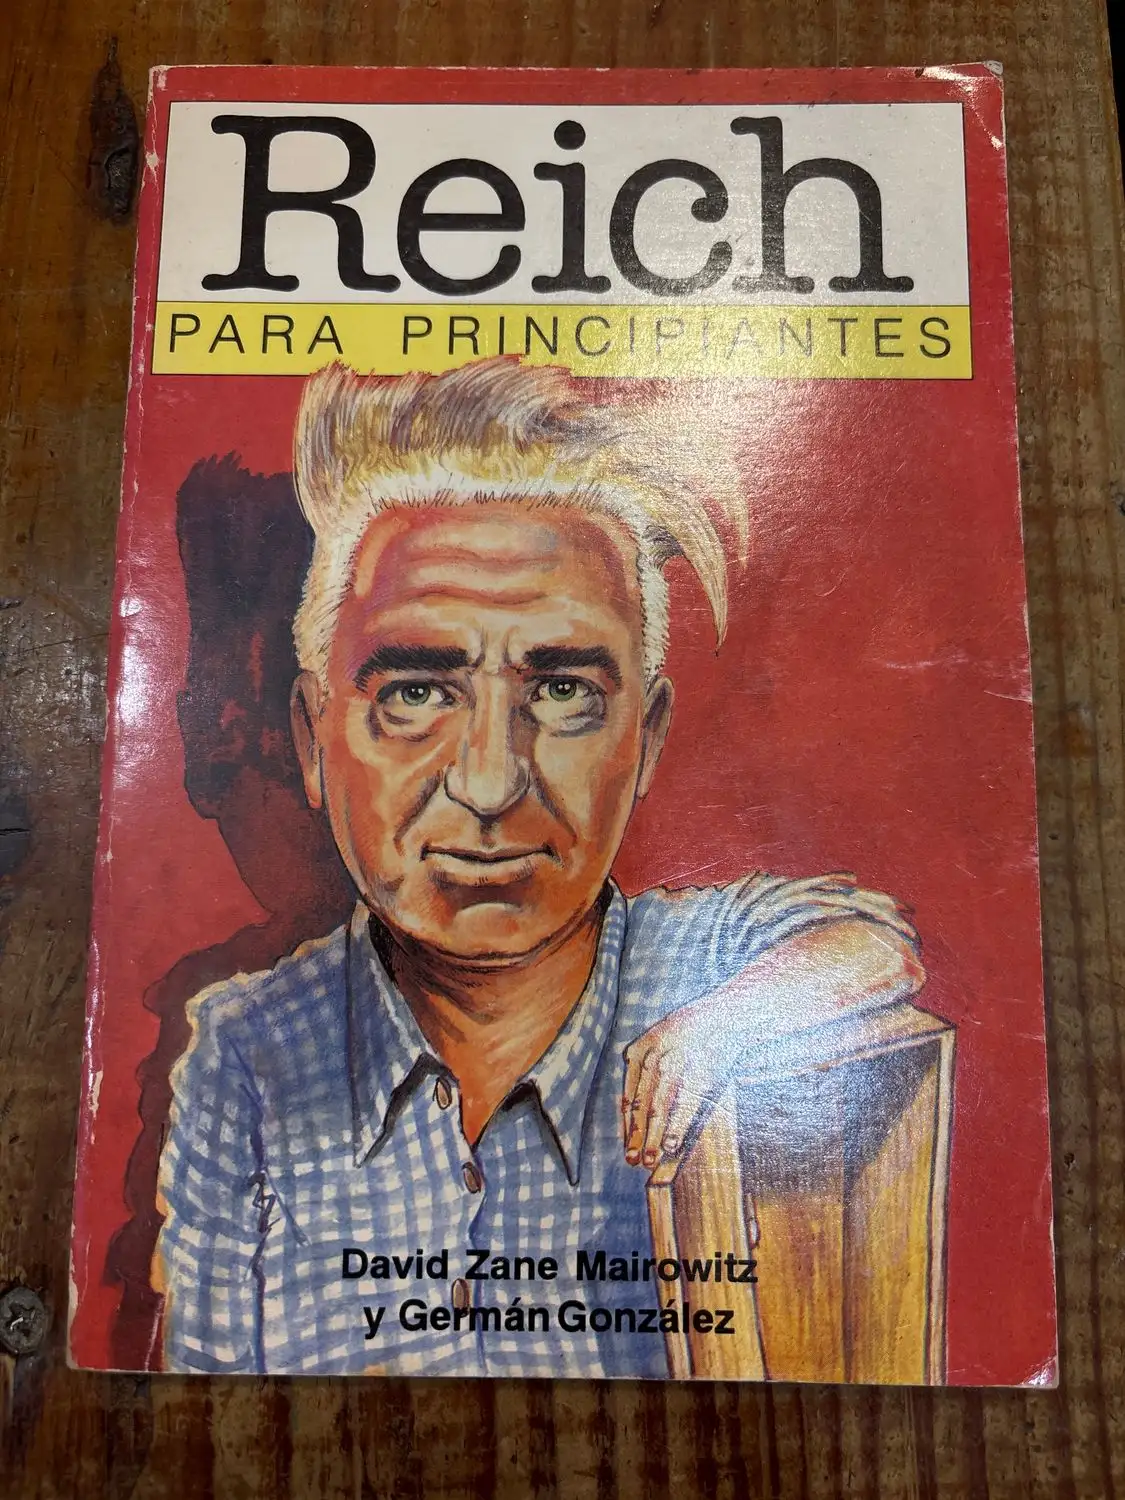 Reich
PARA PRINCIPIANTES
David Zane Mairowitz
y Germán González